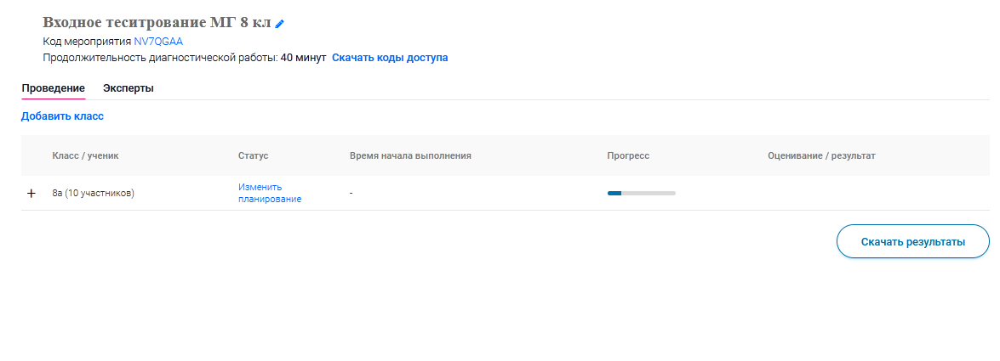 Входное теситрование МГ 8 кл
Код мероприятия NV7QGAA
Продолжительность диагностической работы: 40 минут Скачать коды доступа
Проведение Эксперты
Добавить класс
Класс / ученик Статус Время начала выполнения Прогресс Оценивание / результат
+ 8а (10 участников) Изменить планирование -
Скачать результаты